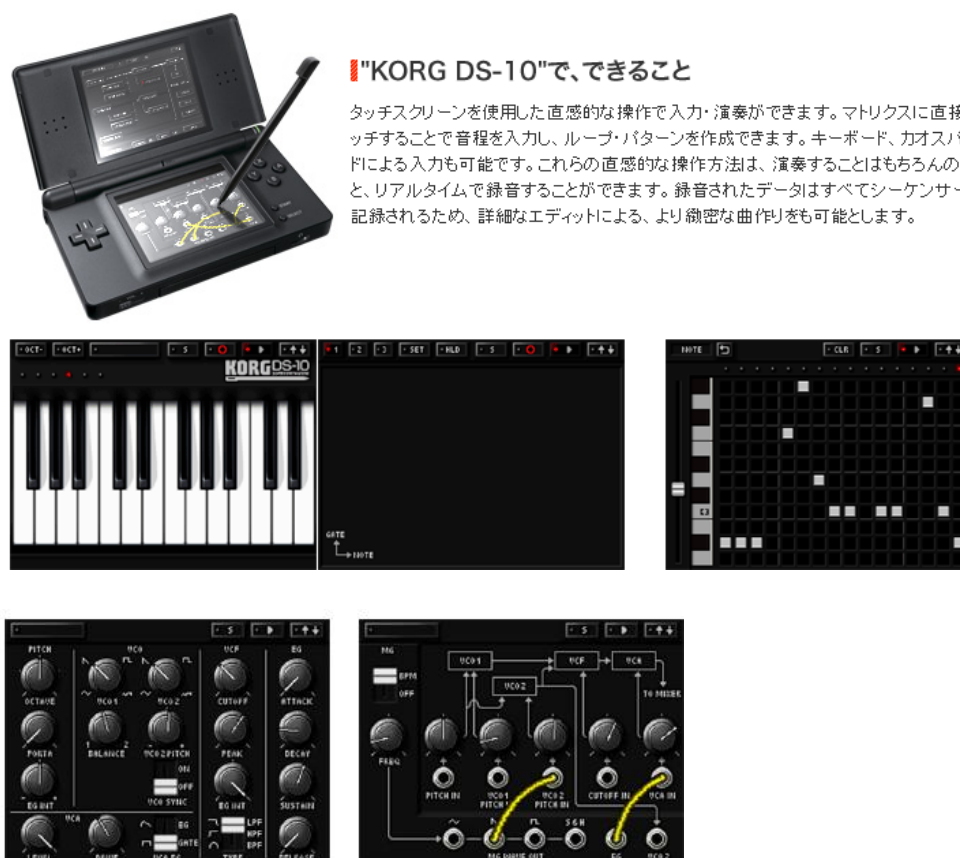 "KORG DS-10"で、できること
タッチスクリーンを使用した直感的な操作で入力・演奏ができます。マトリクスに直接
ッチすることで音程を入力し、ループ・パターンを作成できます。キーボード、カオスパ
ドによる入力も可能です。これらの直感的な操作方法は、演奏することはもちろんの
と、リアルタイムで録音することができます。録音されたデータはすべてシーケンサー
記録されるため、詳細なエディットによる、より緻密な曲作りをも可能とします。
OCT- OCT+ S
KORG DS-10
1 2 3 SET HLD S
GATE
NOTE
NOTE CLR S
C3
S
PITCH VCO VCF EG
OCTAVE VCO1 VCO2 CUTOFF ATTACK
PORTA BALANCE VCO2 PITCH PEAK DECAY
1 2 - +
ON
OFF
- + EG INT VCO SYNC EG INT SUSTAIN
VCA
EG
GATE
LPF
HPF
BPF
LEVEL DRIVE VCA EG TYPE RELEASE
S
MG
BPM
OFF
VCO1 VCF VCA
VCO2
TO MIXER
FREQ
PITCH IN VCO1 PITCH IN VCO2 PITCH IN CUTOFF IN VCA IN
S&H
MG WAVE OUT EG VCO2